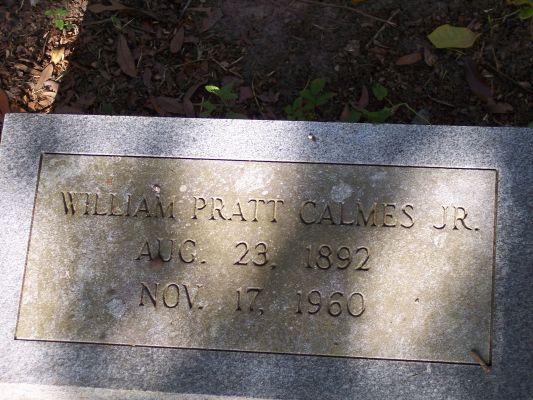 WILLIAM PRATT CALMES JR.
AUG. 23, 1892
NOV. 17, 1960